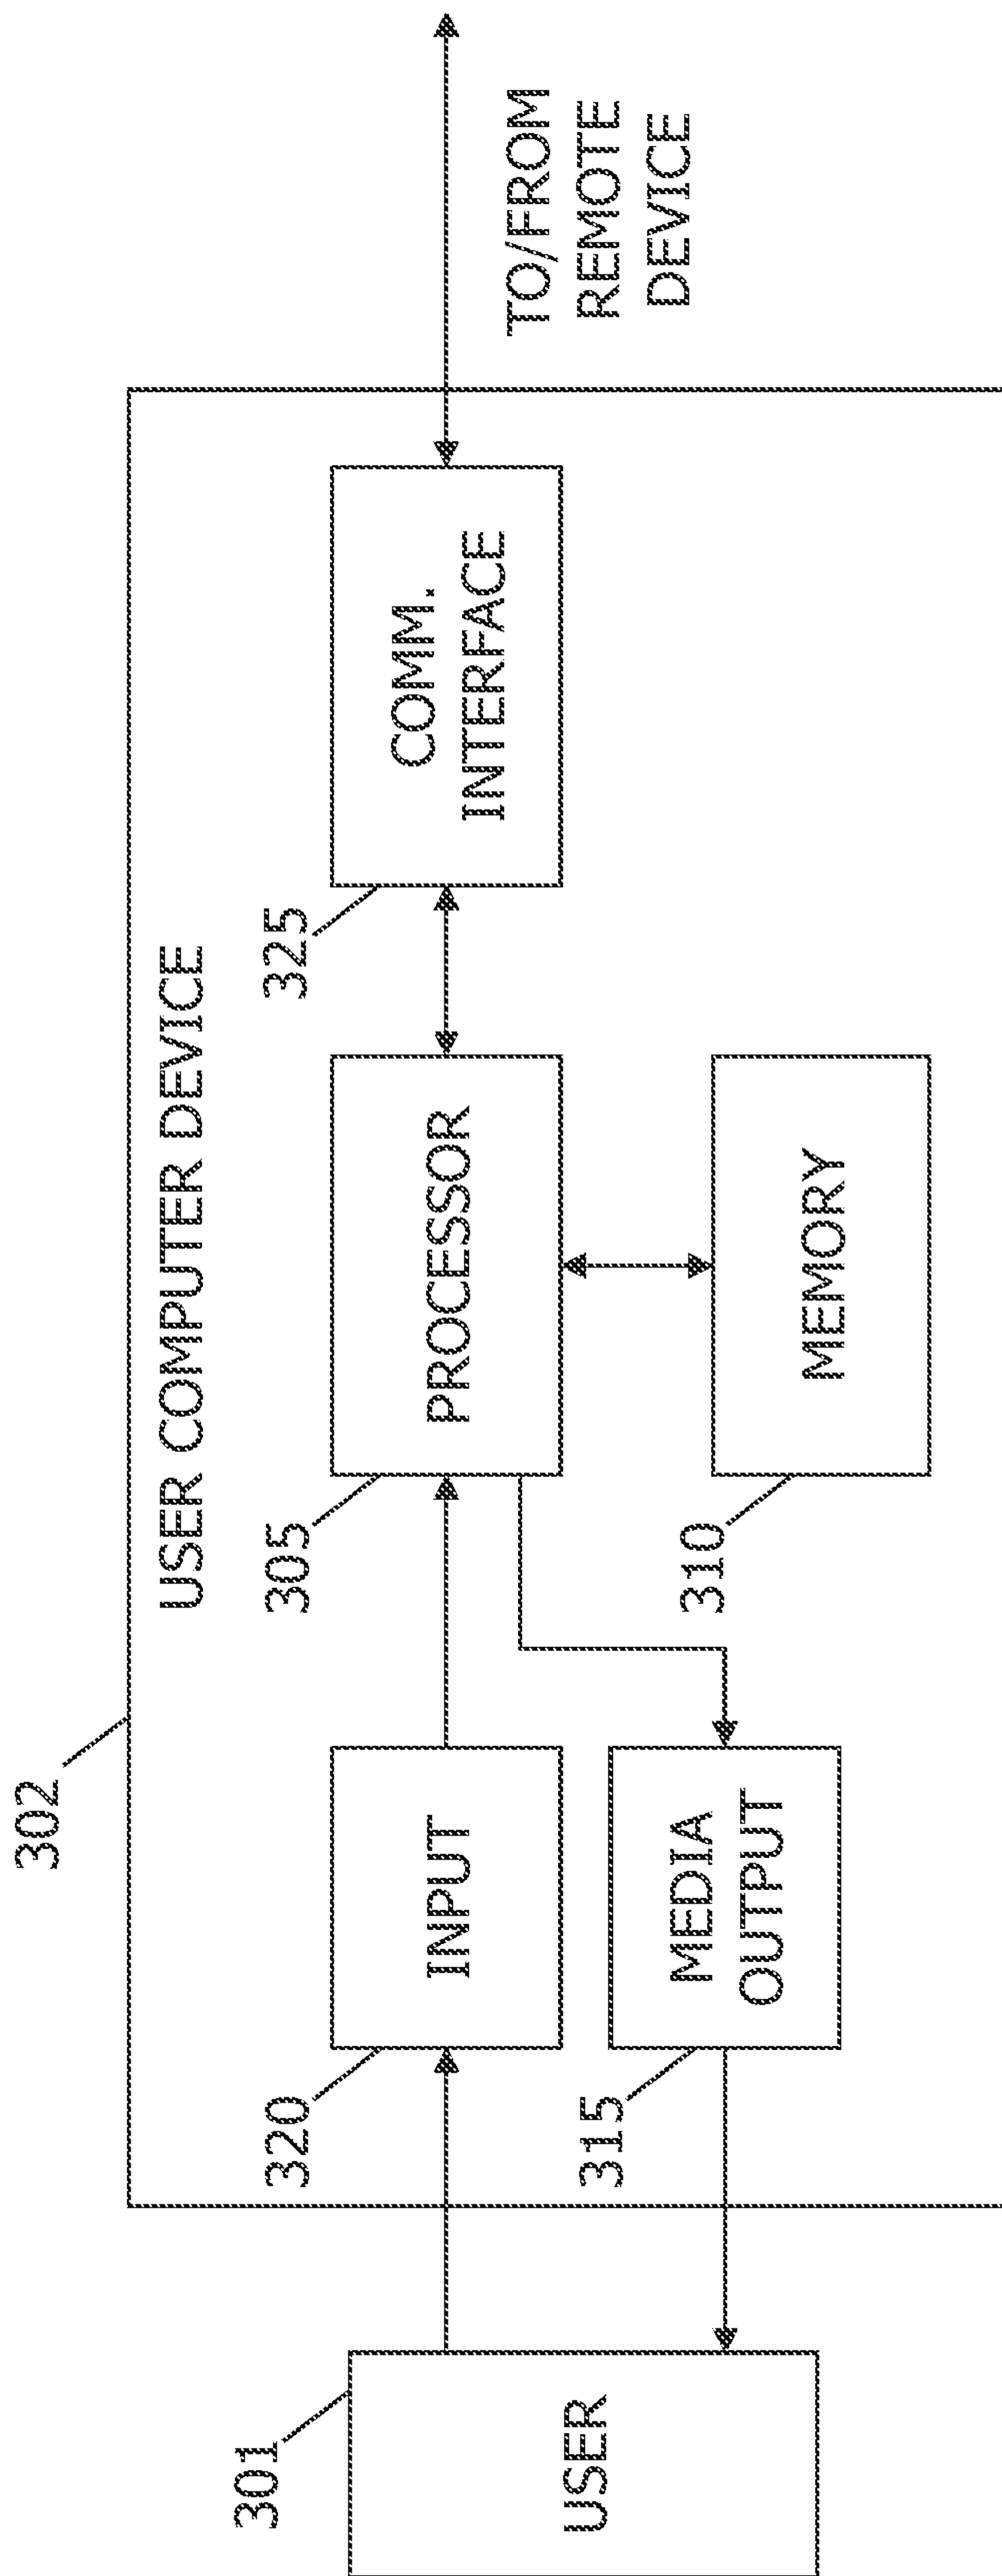 302
USER COMPUTER DEVICE
301
USER
320
INPUT
305
PROCESSOR
325
COMM.
INTERFACE
TO/FROM
REMOTE
DEVICE
315
MEDIA
OUTPUT
310
MEMORY